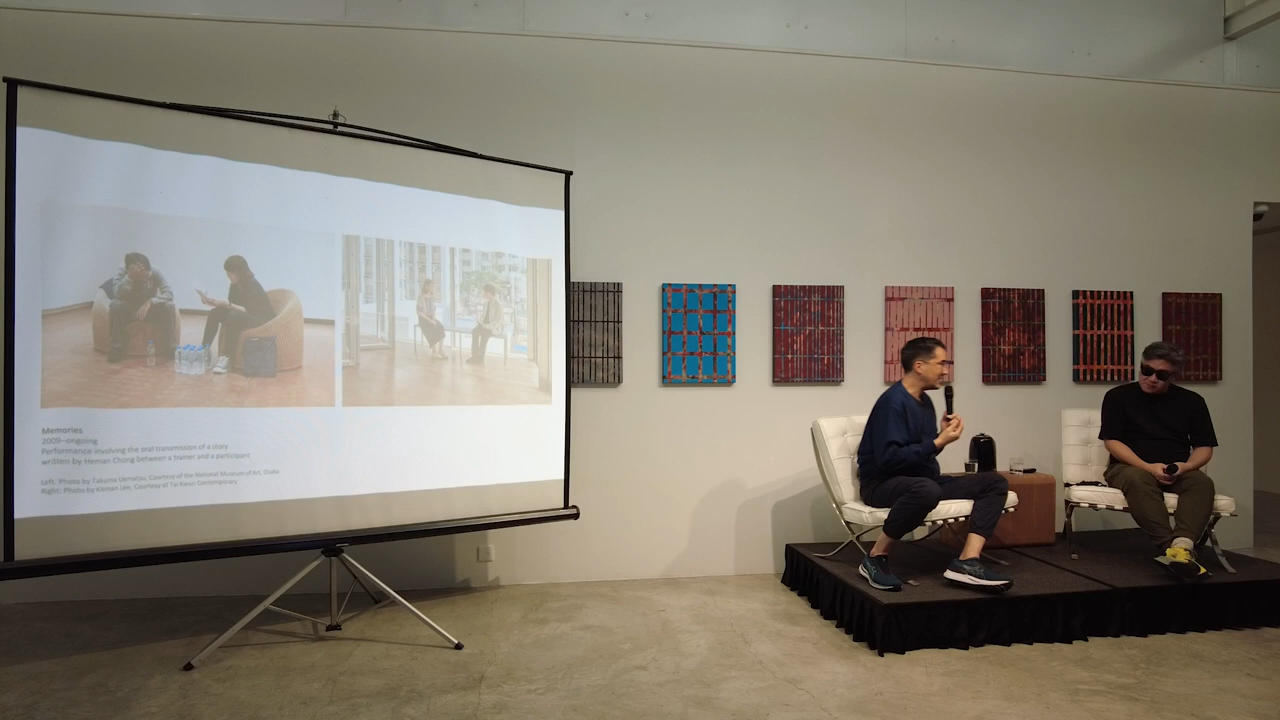 Memories
2009–ongoing
Performance involving the oral transmission of a story
written by Heman Chong between a trainer and a participant
Left: Photo by Takuma Uematsu, Courtesy of the National Museum of Art, Osaka
Right: Photo by Kisman Lee, Courtesy of Tai Kwun Contemporary